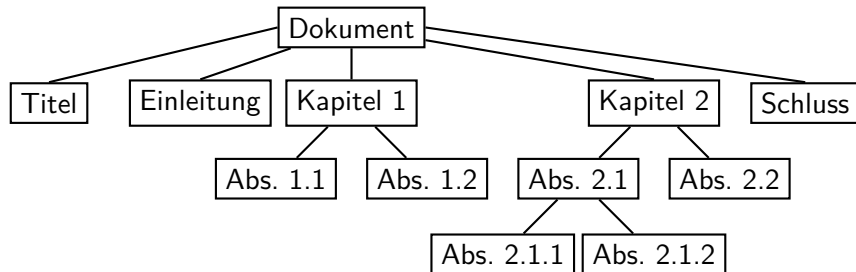 Dokument
Titel
Einleitung
Kapitel 1
Kapitel 2
Schluss
Abs. 1.1
Abs. 1.2
Abs. 2.1
Abs. 2.2
Abs. 2.1.1
Abs. 2.1.2